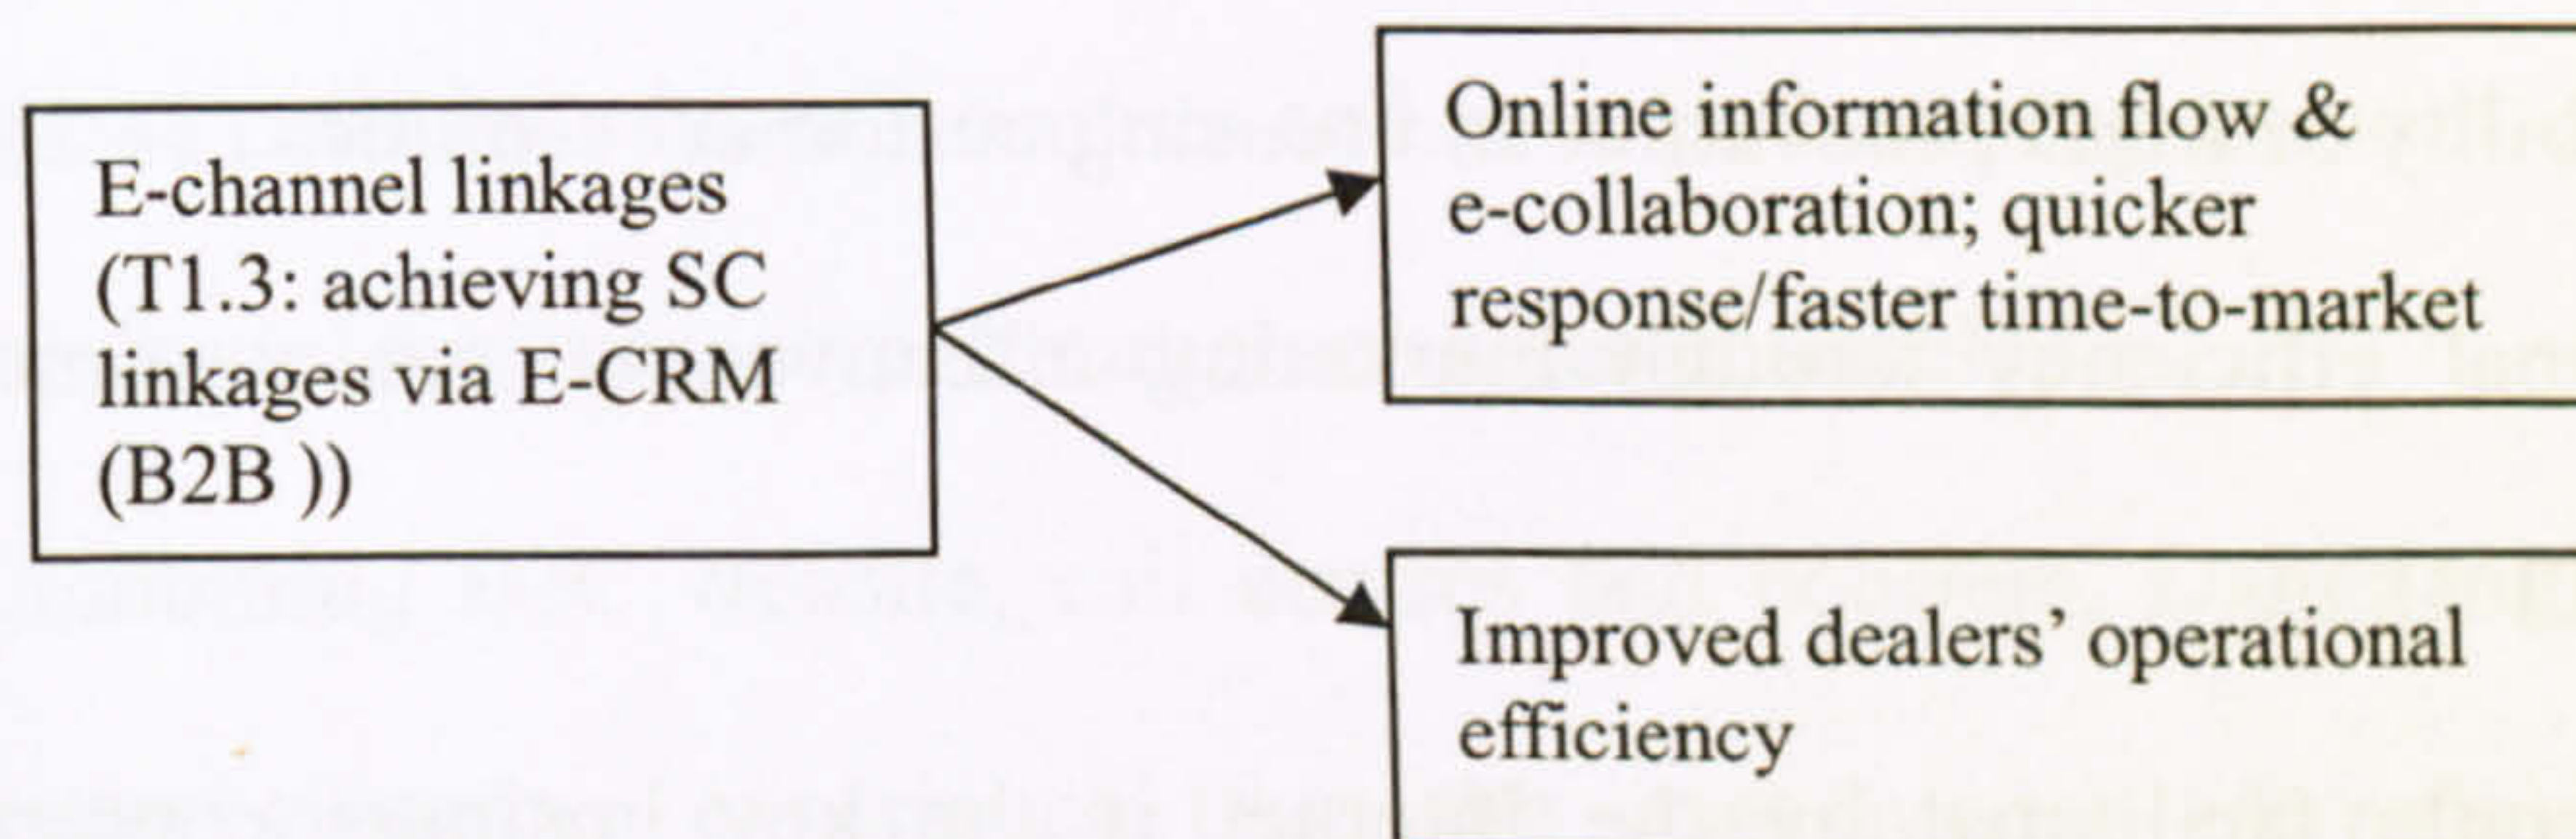 E-channel linkages
(T1.3: achieving SC
linkages via E-CRM
(B2B ))
Online information flow &
e-collaboration; quicker
response/faster time-to-market
Improved dealers’ operational
efficiency